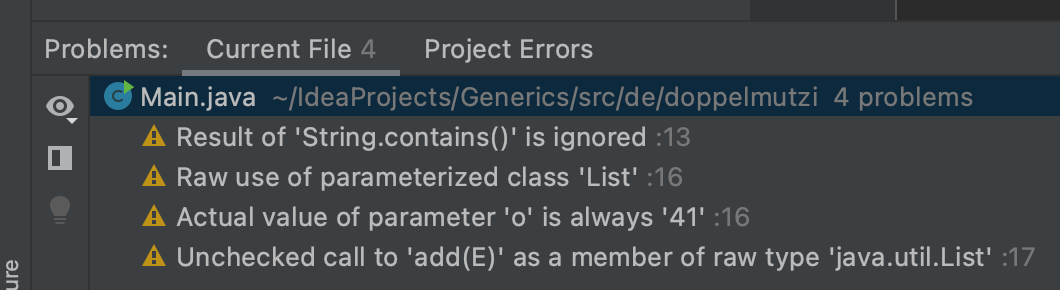 Problems: Current File 4 Project Errors
Main.java ~/IdeaProjects/Generics/src/de/doppelmutzi 4 problems
Result of 'String.contains()' is ignored :13
Raw use of parameterized class 'List' :16
Actual value of parameter 'o' is always '41' :16
Unchecked call to 'add(E)' as a member of raw type 'java.util.List' :17
ure